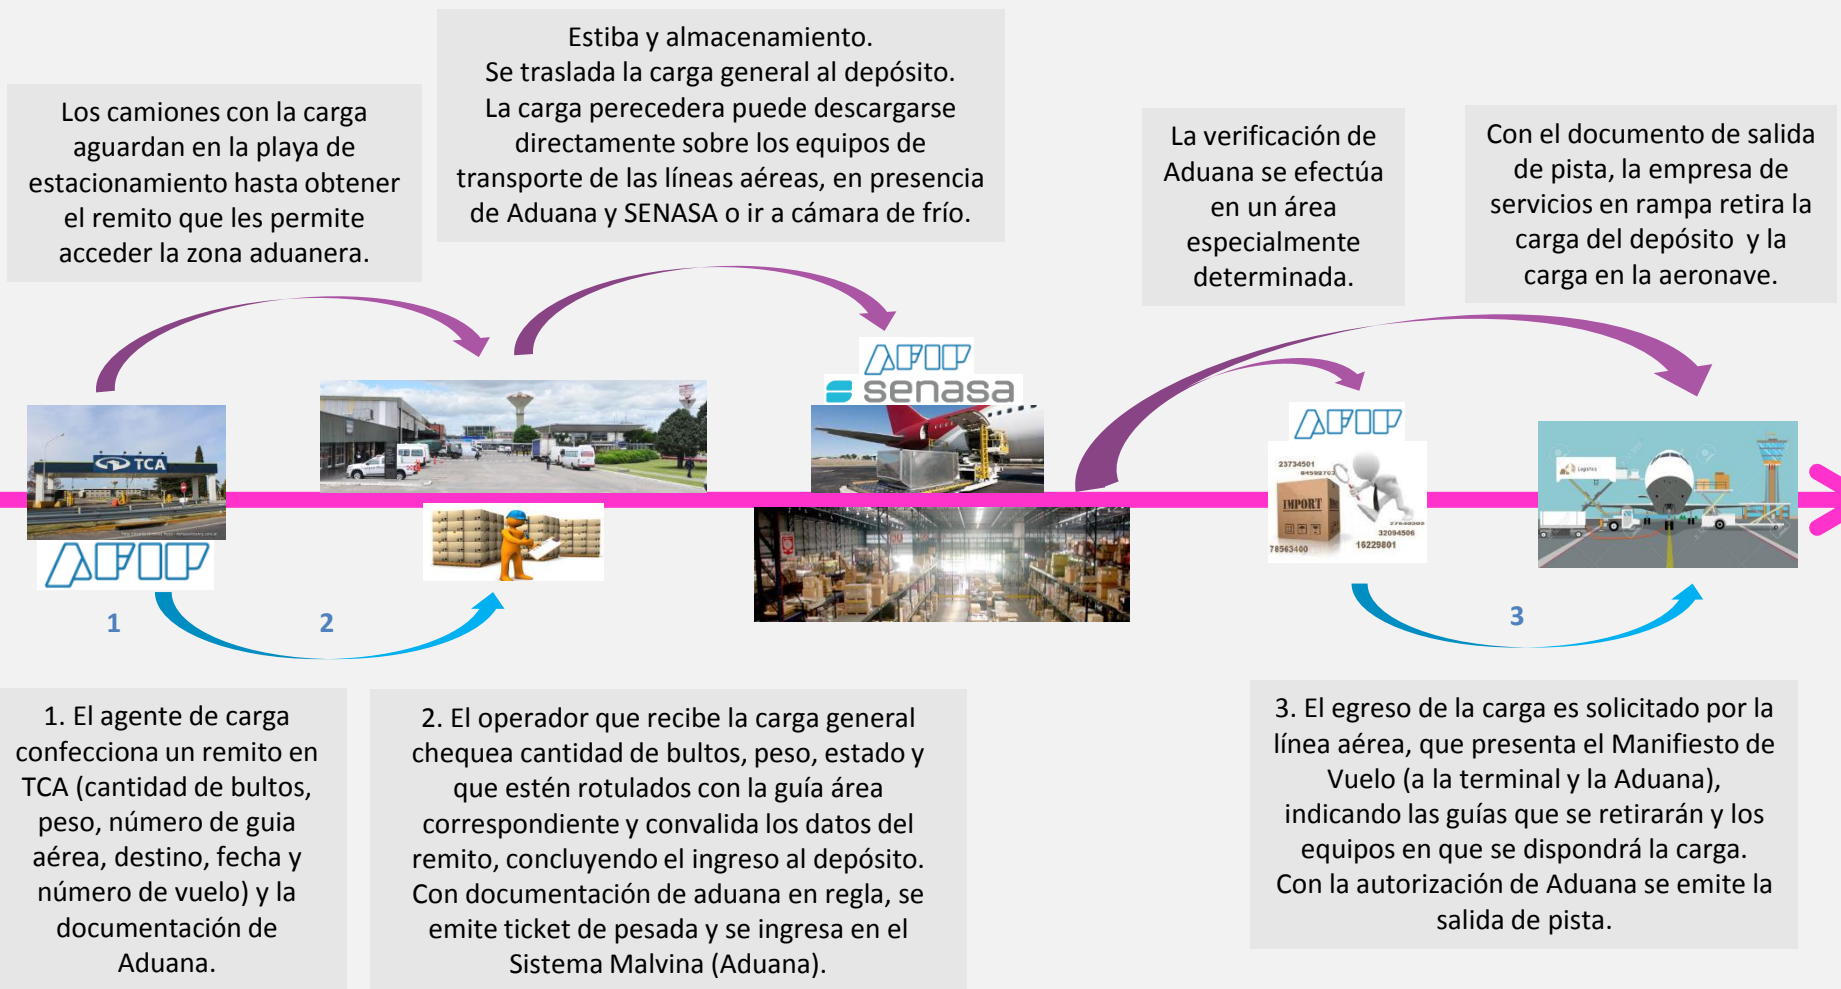 Los camiones con la carga
aguardan en la playa de
estacionamiento hasta obtener
el remito que les permite
acceder la zona aduanera.
Estiba y almacenamiento.
Se traslada la carga general al depósito.
La carga perecedera puede descargarse
directamente sobre los equipos de
transporte de las líneas aéreas, en presencia
de Aduana y SENASA o ir a cámara de frío.
La verificación de
Aduana se efectúa
en un área
especialmente
determinada.
Con el documento de salida
de pista, la empresa de
servicios en rampa retira la
carga del depósito y la
carga en la aeronave.
TCA
AFIP
AFIP
senasa
AFIP
23734501
IMPORT
32094506
16229801
78563400
Logistics
1
2
3
1. El agente de carga
confecciona un remito en
TCA (cantidad de bultos,
peso, número de guia
aérea, destino, fecha y
número de vuelo) y la
documentación de
Aduana.
2. El operador que recibe la carga general
chequea cantidad de bultos, peso, estado y
que estén rotulados con la guía área
correspondiente y convalida los datos del
remito, concluyendo el ingreso al depósito.
Con documentación de aduana en regla, se
emite ticket de pesada y se ingresa en el
Sistema Malvina (Aduana).
3. El egreso de la carga es solicitado por la
línea aérea, que presenta el Manifiesto de
Vuelo (a la terminal y la Aduana),
indicando las guías que se retirarán y los
equipos en que se dispondrá la carga.
Con la autorización de Aduana se emite la
salida de pista.